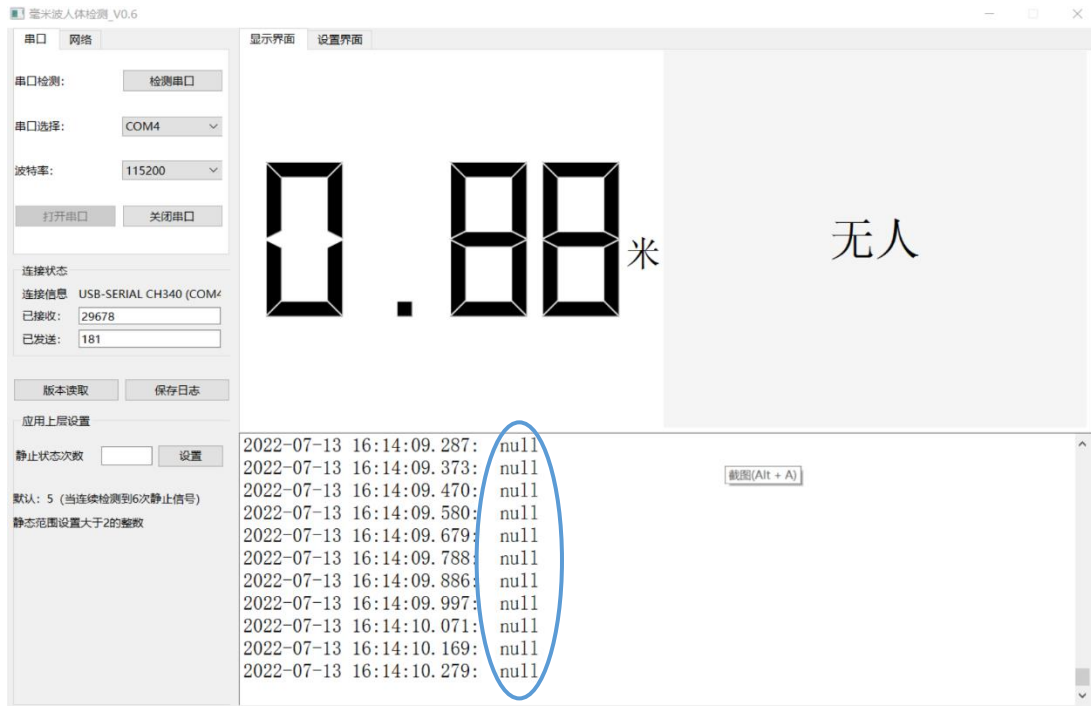 毫米波人体检测_V0.6
串口 网络
显示界面 设置界面
串口检测: 检测串口
串口选择: COM4
波特率: 115200
打开串口 关闭串口
0.88米
无人
连接状态
连接信息 USB-SERIAL CH340 (COM4
已接收: 29678
已发送: 181
版本读取 保存日志
应用上层设置
静止状态次数 设置
默认: 5 (当连续检测到6次静止信号)
静态范围设置大于2的整数
2022-07-13 16:14:09.287: null
2022-07-13 16:14:09.373: null
2022-07-13 16:14:09.470: null
2022-07-13 16:14:09.580: null
2022-07-13 16:14:09.679: null
2022-07-13 16:14:09.788: null
2022-07-13 16:14:09.886: null
2022-07-13 16:14:09.997: null
2022-07-13 16:14:10.071: null
2022-07-13 16:14:10.169: null
2022-07-13 16:14:10.279: null
截图(Alt + A)